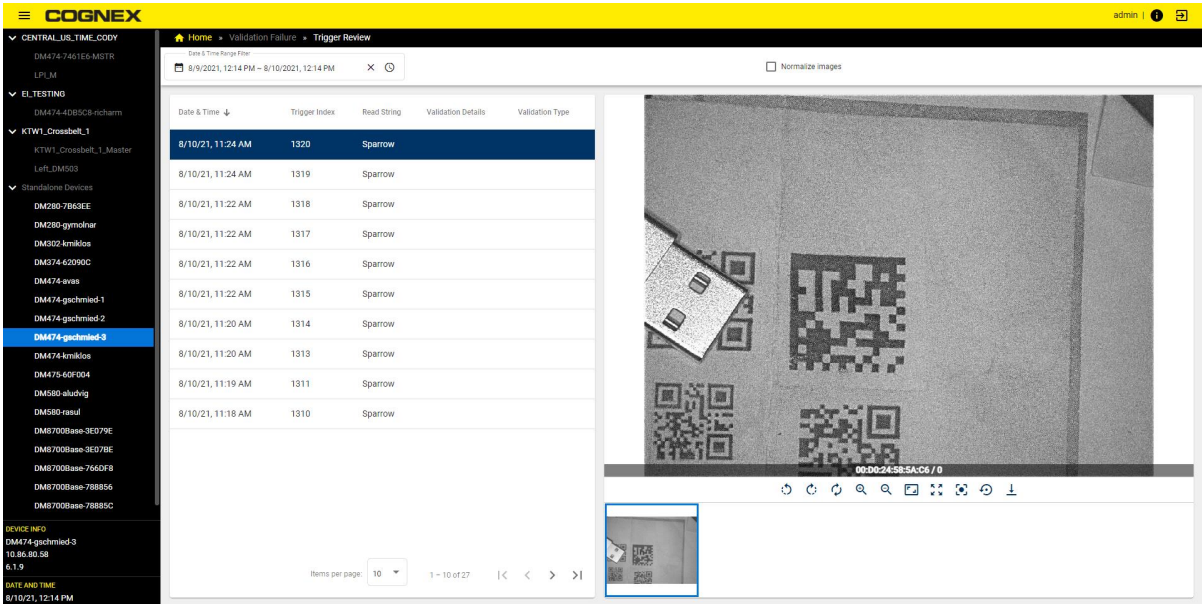 COGNEX
admin |
CENTRAL_US_TIME_CODY
DM474-7461E6-MSTR
LPI_M
EI_TESTING
DM474-4DB5C8-richarm
KTW1_Crossbelt_1
KTW1_Crossbelt_1_Master
Left_DM503
Standalone Devices
DM280-7B63EE
DM280-gymolnar
DM302-kmiklos
DM374-62090C
DM474-avas
DM474-gschmied-1
DM474-gschmied-2
DM474-gschmied-3
DM474-kmiklos
DM475-60F004
DM580-aludvig
DM580-rasul
DM8700Base-3E079E
DM8700Base-3E07BE
DM8700Base-766DF8
DM8700Base-788856
DM8700Base-78885C
DEVICE INFO
DM474-gschmied-3
10.86.80.58
6.1.9
DATE AND TIME
8/10/21, 12:14 PM
Home » Validation Failure » Trigger Review
Date & Time Range Filter
8/9/2021, 12:14 PM – 8/10/2021, 12:14 PM
Normalize images
Date & Time Trigger Index Read String Validation Details Validation Type
8/10/21, 11:24 AM 1320 Sparrow
8/10/21, 11:24 AM 1319 Sparrow
8/10/21, 11:22 AM 1318 Sparrow
8/10/21, 11:22 AM 1317 Sparrow
8/10/21, 11:22 AM 1316 Sparrow
8/10/21, 11:22 AM 1315 Sparrow
8/10/21, 11:20 AM 1314 Sparrow
8/10/21, 11:20 AM 1313 Sparrow
8/10/21, 11:19 AM 1311 Sparrow
8/10/21, 11:18 AM 1310 Sparrow
Items per page: 10 1 – 10 of 27
00:D0:24:58:5A:C6 / 0